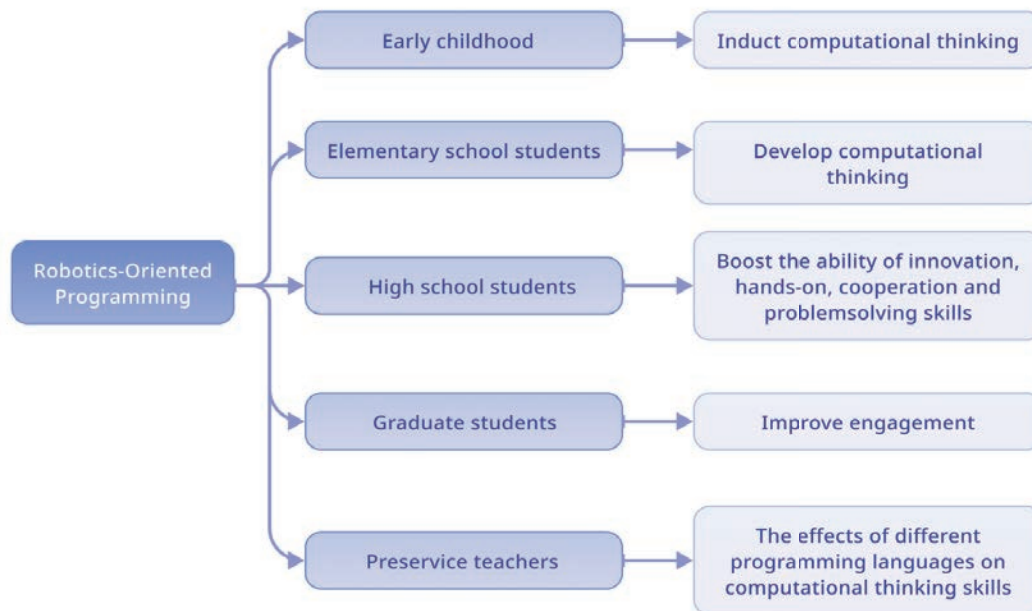 Early childhood
Induct computational thinking
Elementary school students
Develop computational
thinking
Robotics-Oriented
Programming
High school students
Boost the ability of innovation,
hands-on, cooperation and
problemsolving skills
Graduate students
Improve engagement
Preservice teachers
The effects of different
programming languages on
computational thinking skills